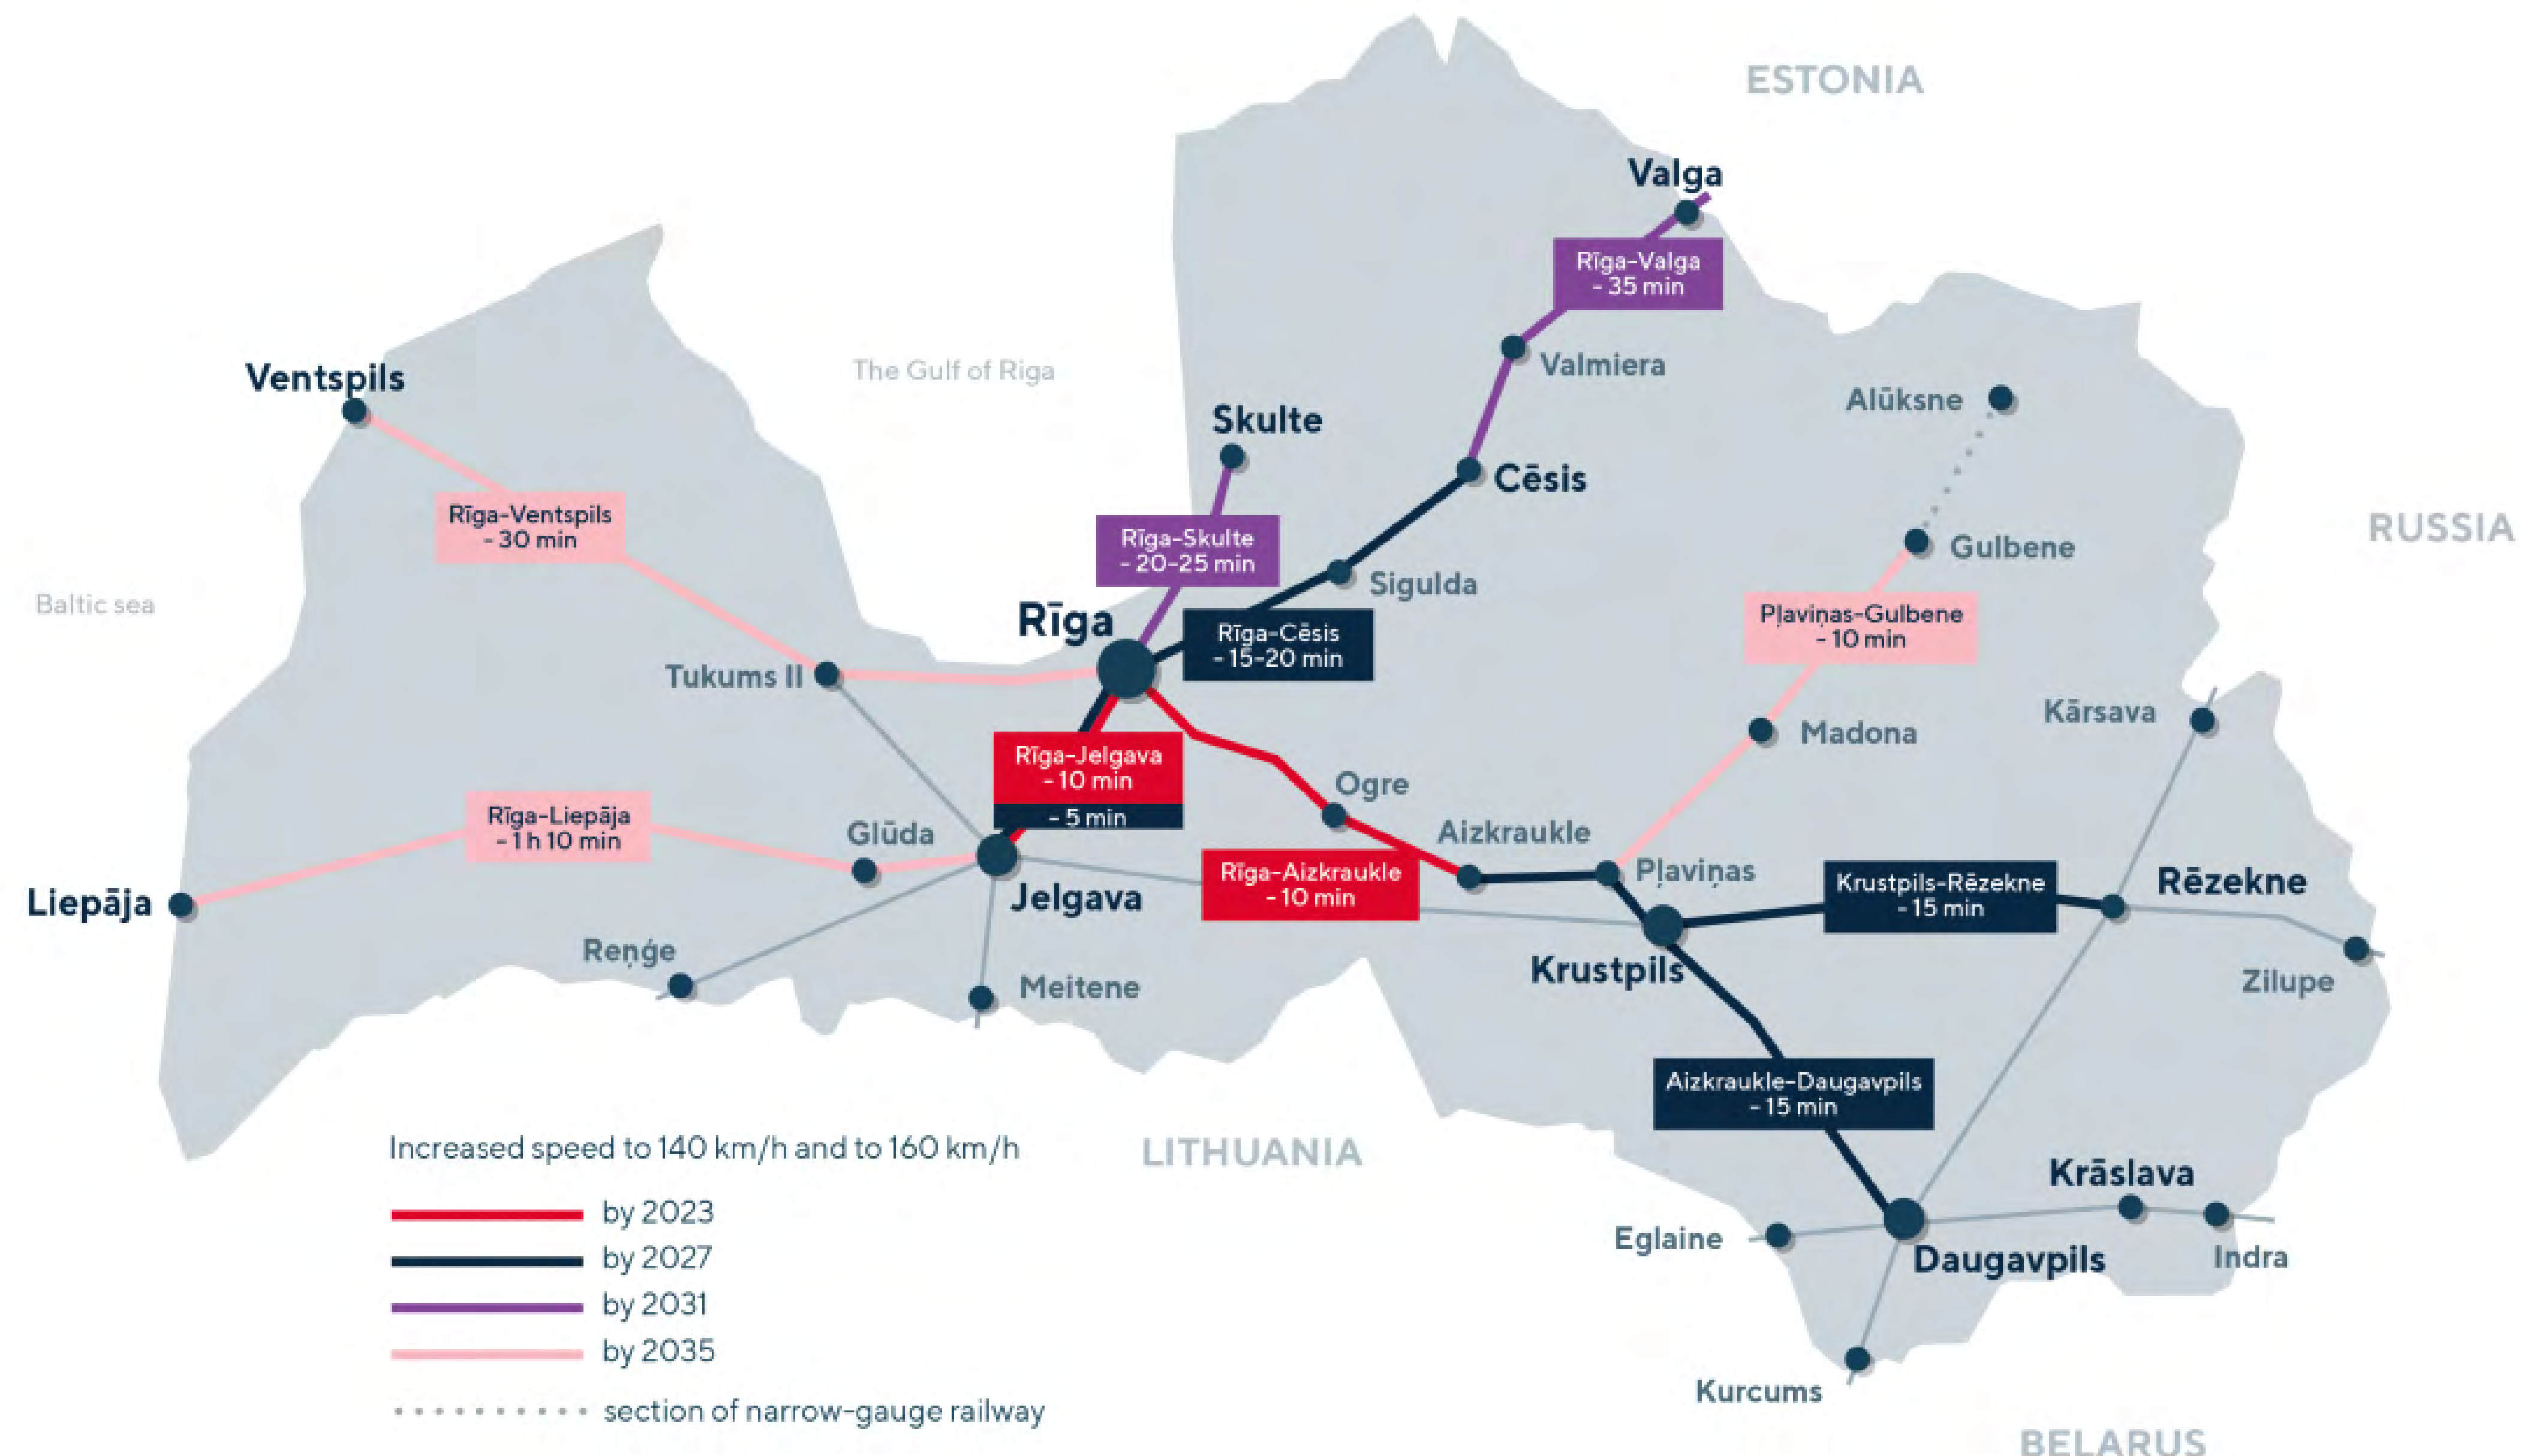 ESTONIA
Valga
Rīga-Valga
- 35 min
Valmiera
The Gulf of Riga
Ventspils
Alūksne
Skulte
Cēsis
Rīga-Ventspils
- 30 min
Rīga-Skulte
- 20-25 min
RUSSIA
Gulbene
Sigulda
Baltic sea
Rīga
Rīga-Cēsis
- 15-20 min
Pļaviņas-Gulbene
- 10 min
Tukums II
Kārsava
Madona
Rīga-Jelgava
- 10 min
- 5 min
Ogre
Rīga-Liepāja
- 1 h 10 min
Glūda
Aizkraukle
Liepāja
Jelgava
Rīga-Aizkraukle
- 10 min
Pļaviņas
Krustpils-Rēzekne
- 15 min
Rēzekne
Reņģe
Meitene
Krustpils
Zilupe
Aizkraukle-Daugavpils
- 15 min
LITHUANIA
Krāslava
Eglaine
Daugavpils
Indra
Kurcums
BELARUS
Increased speed to 140 km/h and to 160 km/h
by 2023
by 2027
by 2031
by 2035
section of narrow-gauge railway